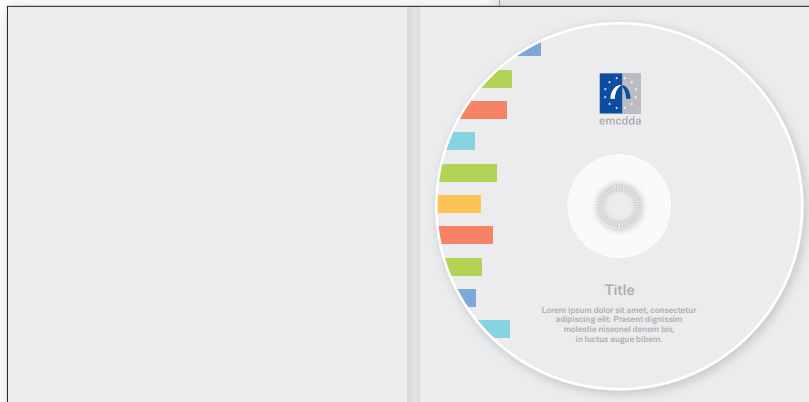 emcdda
Title
Lorem ipsum dolor sit amet, consectetur
adipiscing elit. Prasent dignissim
molestie niseonel denem bis,
in luctus augue bibem.